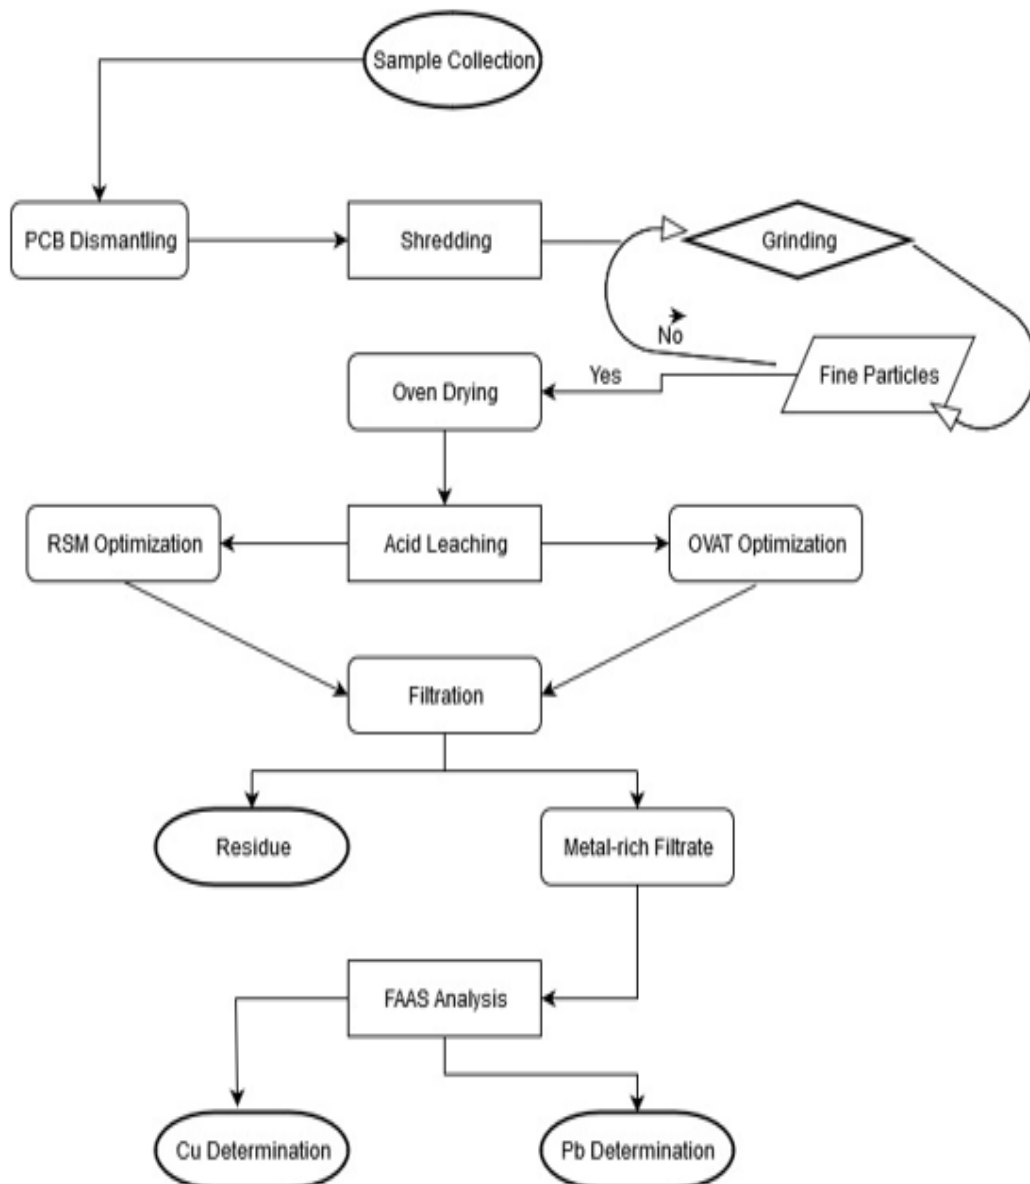 Sample Collection
PCB Dismantling
Shredding
Grinding
No
Fine Particles
Yes
Oven Drying
RSM Optimization
Acid Leaching
OVAT Optimization
Filtration
Residue
Metal-rich Filtrate
FAAS Analysis
Cu Determination
Pb Determination